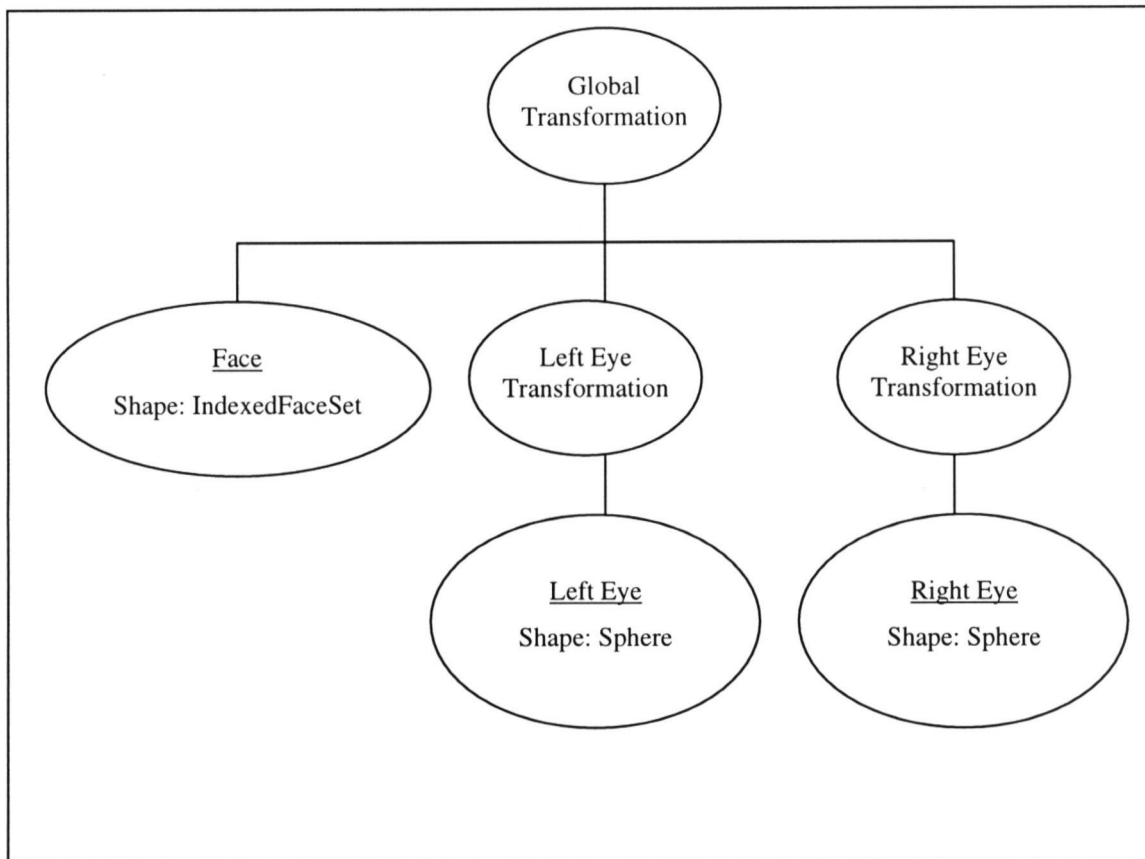 Global
Transformation
Face
Shape: IndexedFaceSet
Left Eye
Transformation
Right Eye
Transformation
Left Eye
Shape: Sphere
Right Eye
Shape: Sphere